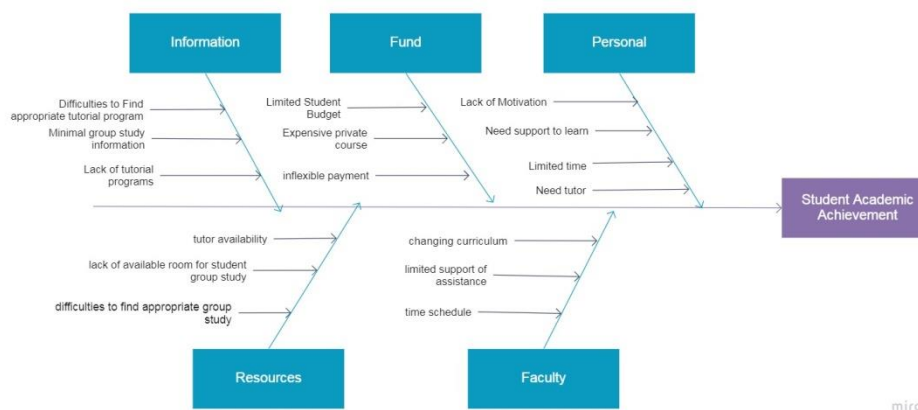 Information
Fund
Personal
Difficulties to Find
appropriate tutorial program
Minimal group study
information
Lack of tutorial
programs
Limited Student
Budget
Expensive private
course
inflexible payment
Lack of Motivation
Need support to learn
Limited time
Need tutor
Student Academic
Achievement
tutor availability
lack of available room for student
group study
difficulties to find appropriate group
study
changing curriculum
limited support of
assistance
time schedule
Resources
Faculty